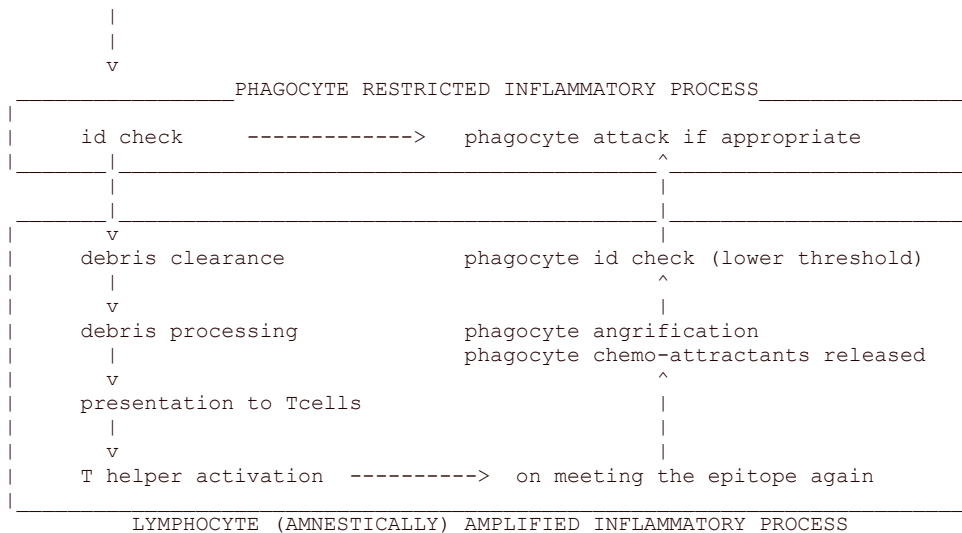 PHAGOCYTE RESTRICTED INFLAMMATORY PROCESS
id check -------------> phagocyte attack if appropriate
debris clearance phagocyte id check (lower threshold)
debris processing phagocyte angrification
phagocyte chemo-attractants released
presentation to Tcells
T helper activation ----------> on meeting the epitope again
LYMPHOCYTE (AMNESTICALLY) AMPLIFIED INFLAMMATORY PROCESS